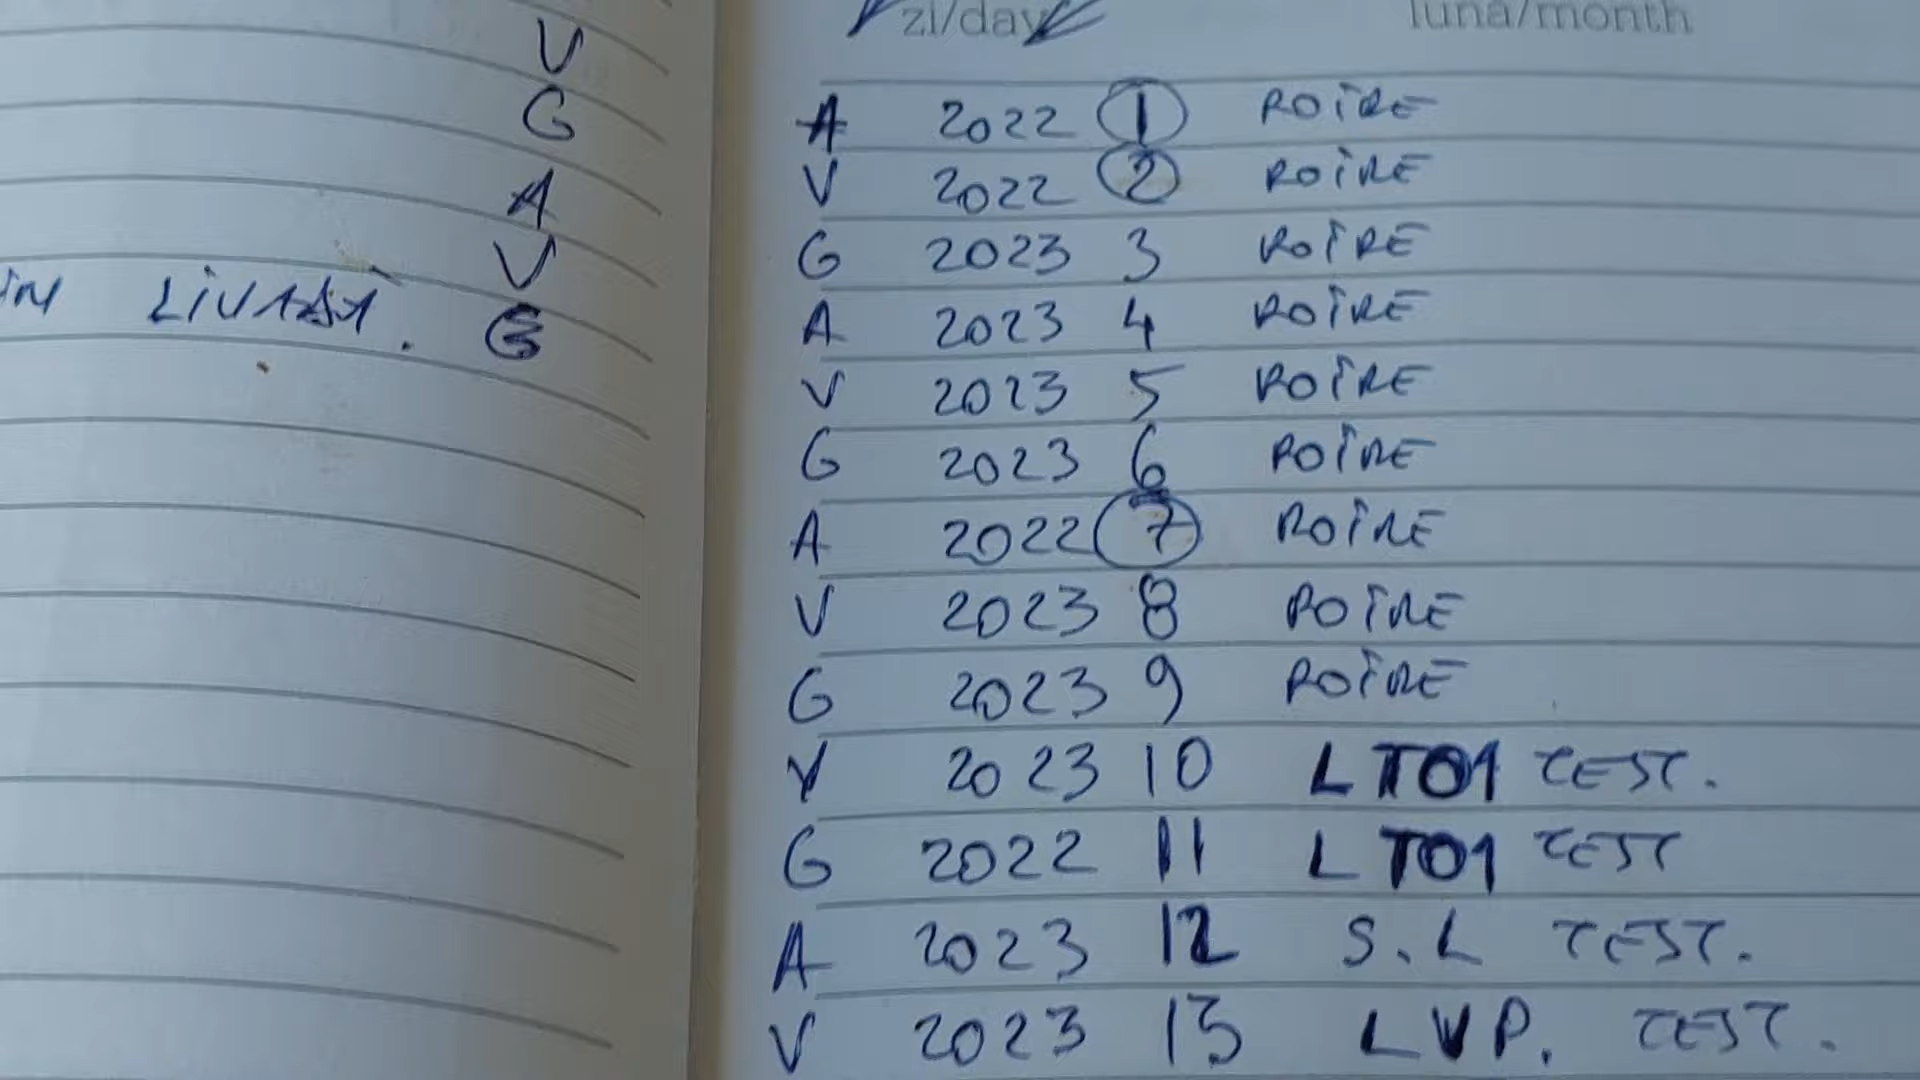 V
G
A
V
G
zi/day luna/month
A 2022 1 ROIRE
V 2022 2 ROIRE
G 2023 3 ROIRE
A 2023 4 ROIRE
V 2023 5 ROIRE
G 2023 6 ROIRE
A 2022 7 ROIRE
V 2023 8 ROIRE
G 2023 9 ROIRE
V 2023 10 LT01 TEST.
G 2022 11 LT01 TEST
A 2023 12 S.L TEST.
V 2023 13 LVP. TEST.